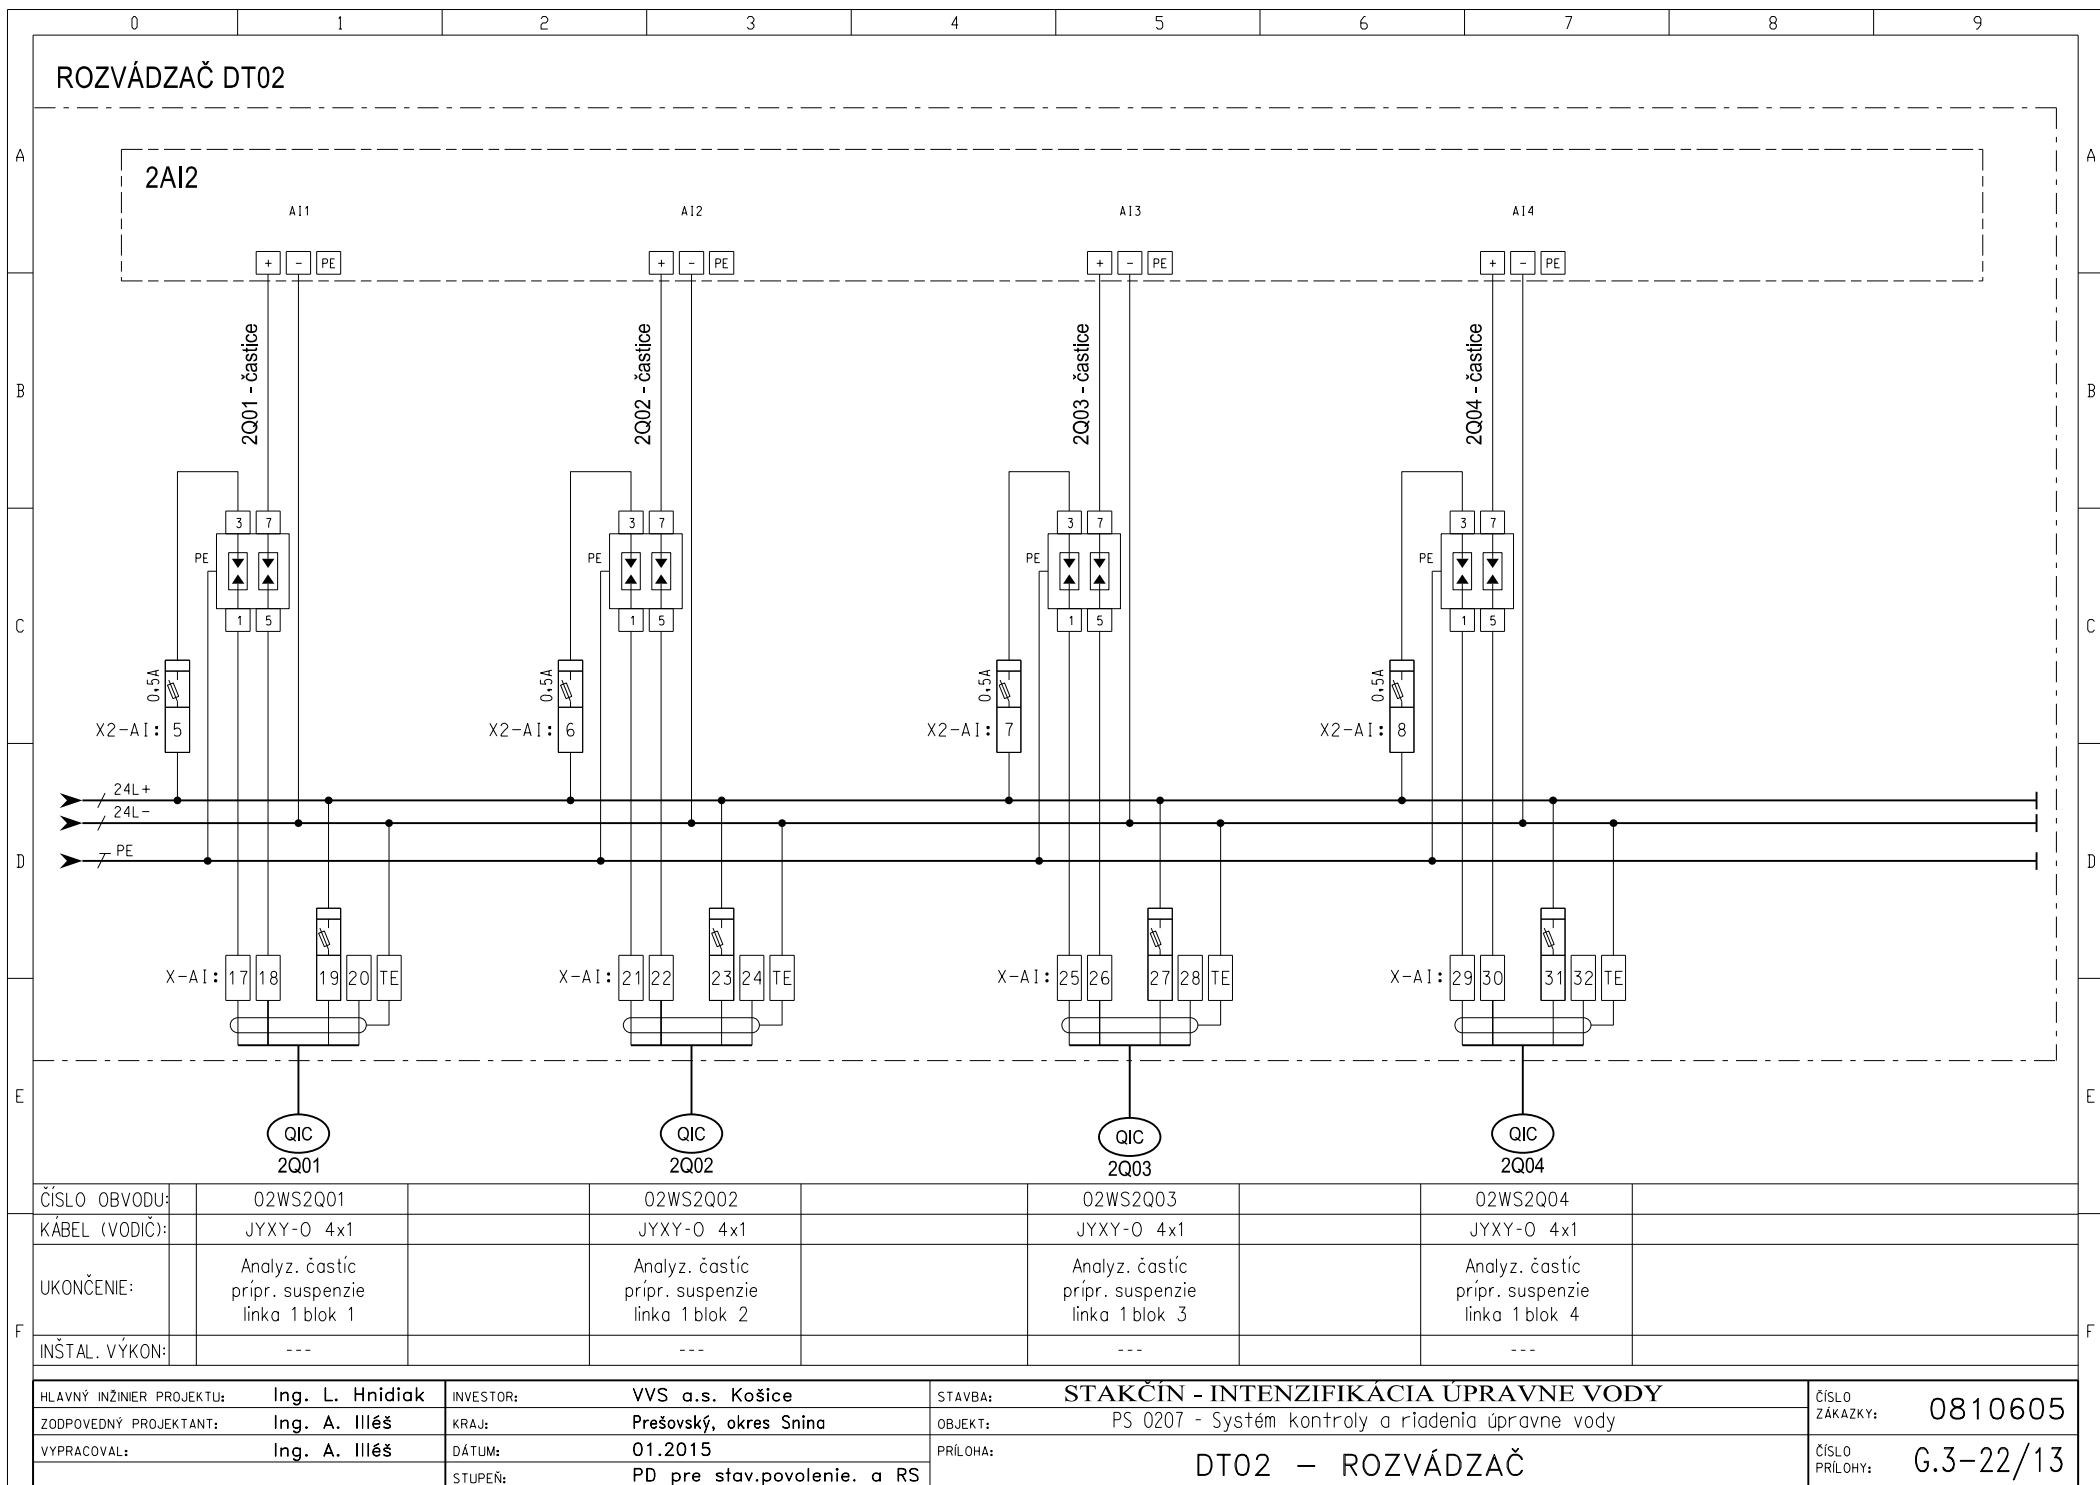 0 1 2 3 4 5 6 7 8 9
ROZVÁDZAČ DT02
A A
2AI2
AI1 AI2 AI3 AI4
+ - PE + - PE + - PE + - PE
2Q01 - častice 2Q02 - častice 2Q03 - častice 2Q04 - častice
B B
3 7 3 7 3 7 3 7
PE PE PE PE
1 5 1 5 1 5 1 5
C C
0,5A 0,5A 0,5A 0,5A
X2-AI: 5 X2-AI: 6 X2-AI: 7 X2-AI: 8
24L+
24L-
PE
D D
X-AI: 17 18 19 20 TE X-AI: 21 22 23 24 TE X-AI: 25 26 27 28 TE X-AI: 29 30 31 32 TE
E E
QIC QIC QIC QIC
2Q01 2Q02 2Q03 2Q04
ČÍSLO OBVODU: 02WS2Q01 02WS2Q02 02WS2Q03 02WS2Q04
KÁBEL (VODIČ): JYXY-O 4x1 JYXY-O 4x1 JYXY-O 4x1 JYXY-O 4x1
Analyz. častíc Analyz. častíc Analyz. častíc Analyz. častíc
UKONČENIE: prípr. suspenzie prípr. suspenzie prípr. suspenzie prípr. suspenzie
linka 1 blok 1 linka 1 blok 2 linka 1 blok 3 linka 1 blok 4
F F
INŠTAL. VÝKON: --- --- --- ---
HLAVNÝ INŽINIER PROJEKTU: Ing. L. Hnidiak INVESTOR: VVS a.s. Košice STAVBA: STAKČÍN - INTENZIFIKÁCIA ÚPRAVNE VODY ČÍSLO ZÁKAZKY: 0810605
ZODPOVEDNÝ PROJEKTANT: Ing. A. Illéš KRAJ: Prešovský, okres Snina OBJEKT: PS 0207 - Systém kontroly a riadenia úpravne vody
VYPRACOVAL: Ing. A. Illéš DÁTUM: 01.2015 PRÍLOHA: DT02 – ROZVÁDZAČ ČÍSLO PRÍLOHY: G.3-22/13
STUPEŇ: PD pre stav.povolenie. a RS